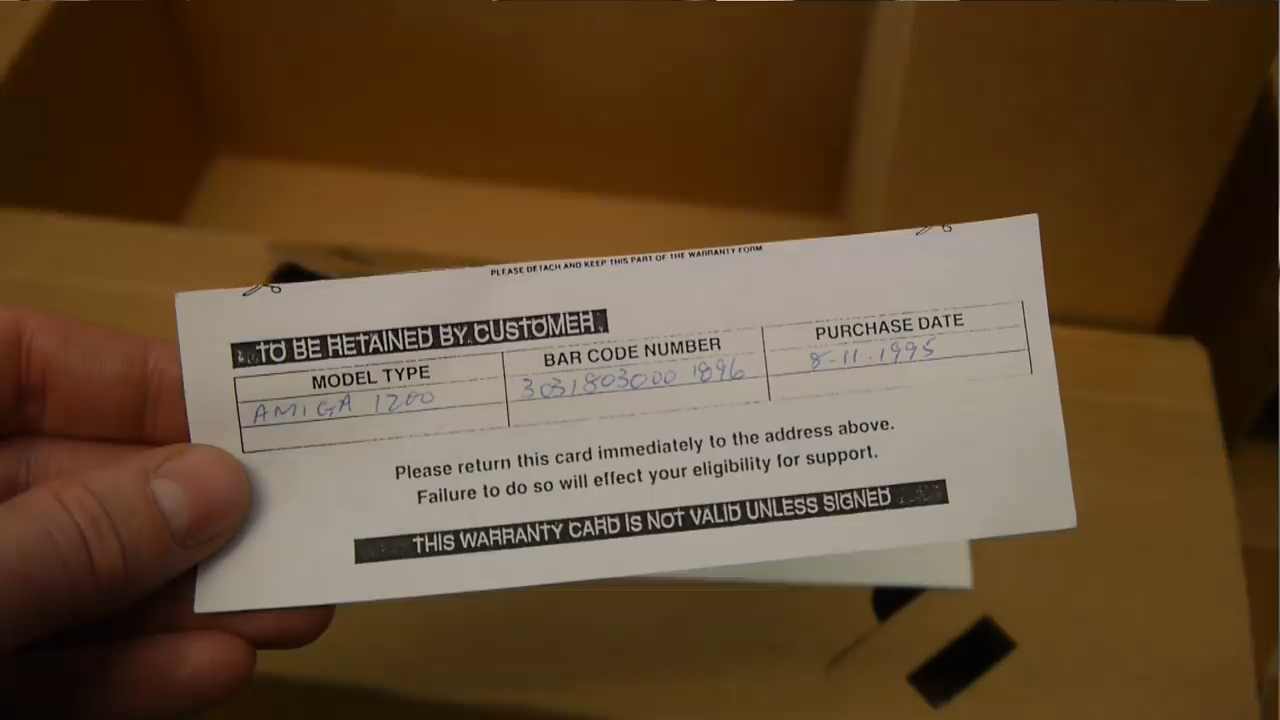 PLEASE DETACH AND KEEP THIS PART OF THE WARRANTY FORM
TO BE RETAINED BY CUSTOMER
MODEL TYPE BAR CODE NUMBER PURCHASE DATE
AMIGA 1200 3031803000 1896 8-11.1995
Please return this card immediately to the address above.
Failure to do so will effect your eligibility for support.
THIS WARRANTY CARD IS NOT VALID UNLESS SIGNED